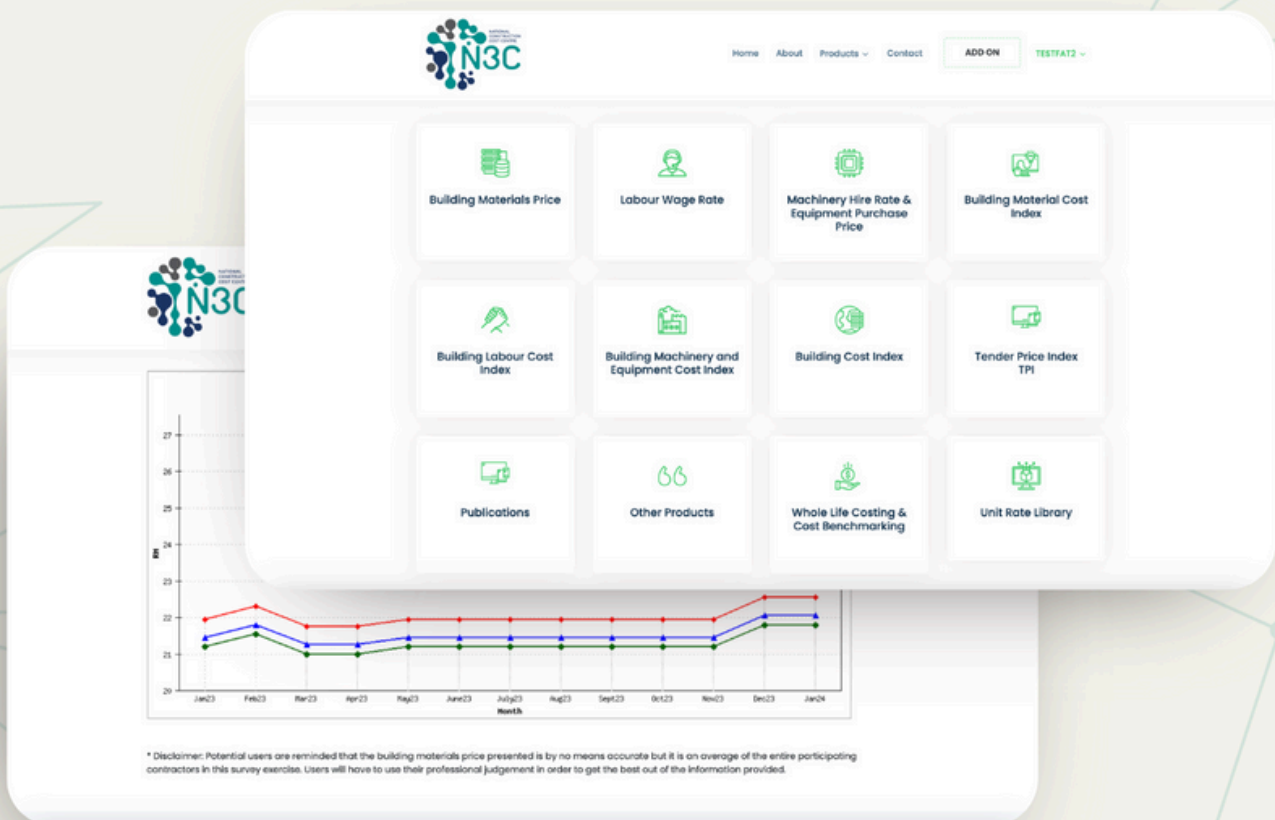 NATIONAL
CONSTRUCTION
COST CENTRE
N3C
Home About Products Contact ADD-ON TESTFAT2
Building Materials Price
Labour Wage Rate
Machinery Hire Rate &
Equipment Purchase
Price
Building Material Cost
Index
Building Labour Cost
Index
Building Machinery and
Equipment Cost Index
Building Cost Index
Tender Price Index
TPI
Publications
Other Products
Whole Life Costing &
Cost Benchmarking
Unit Rate Library
N3C
27
26
25
24
RM
23
22
21
20
Jan23 Feb23 Mar23 Apr23 May23 June23 July23 Aug23 Sept23 Oct23 Nov23 Dec23 Jan24
Month
* Disclaimer: Potential users are reminded that the building materials price presented is by no means accurate but it is an average of the entire participating
contractors in this survey exercise. Users will have to use their professional judgement in order to get the best out of the information provided.